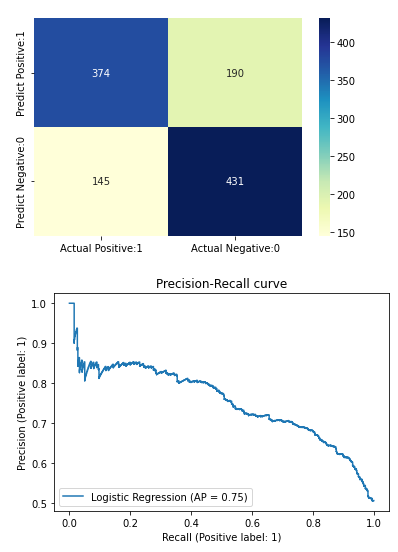 Predict Positive:1
374
190
Predict Negative:0
145
431
Actual Positive:1
Actual Negative:0
400
350
300
250
200
150
Precision-Recall curve
Precision (Positive label: 1)
1.0
0.9
0.8
0.7
0.6
0.5
Logistic Regression (AP = 0.75)
0.0 0.2 0.4 0.6 0.8 1.0
Recall (Positive label: 1)